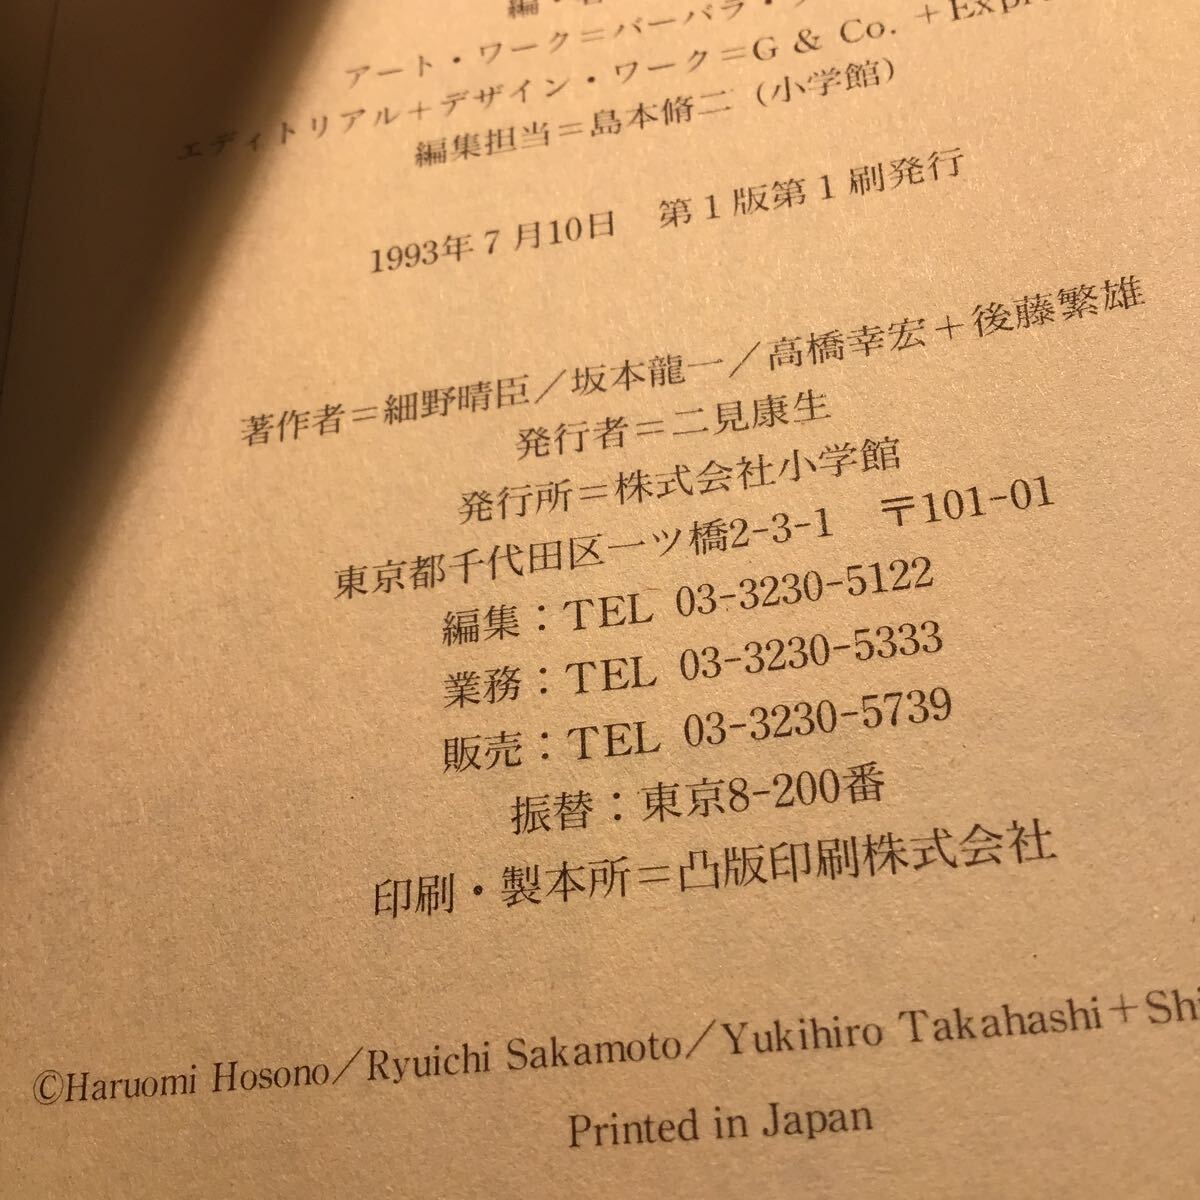 編・
アート・ワーク＝バーバラ・
エディトリアル＋デザイン・ワーク＝G & Co. ＋Expre
編集担当＝島本脩二（小学館）
1993年7月10日　第1版第1刷発行
著作者＝細野晴臣／坂本龍一／高橋幸宏＋後藤繁雄
発行者＝二見康生
発行所＝株式会社小学館
東京都千代田区一ツ橋2-3-1　〒101-01
編集：TEL 03-3230-5122
業務：TEL 03-3230-5333
販売：TEL 03-3230-5739
振替：東京8-200番
印刷・製本所＝凸版印刷株式会社
©Haruomi Hosono／Ryuichi Sakamoto／Yukihiro Takahashi＋Shi
Printed in Japan